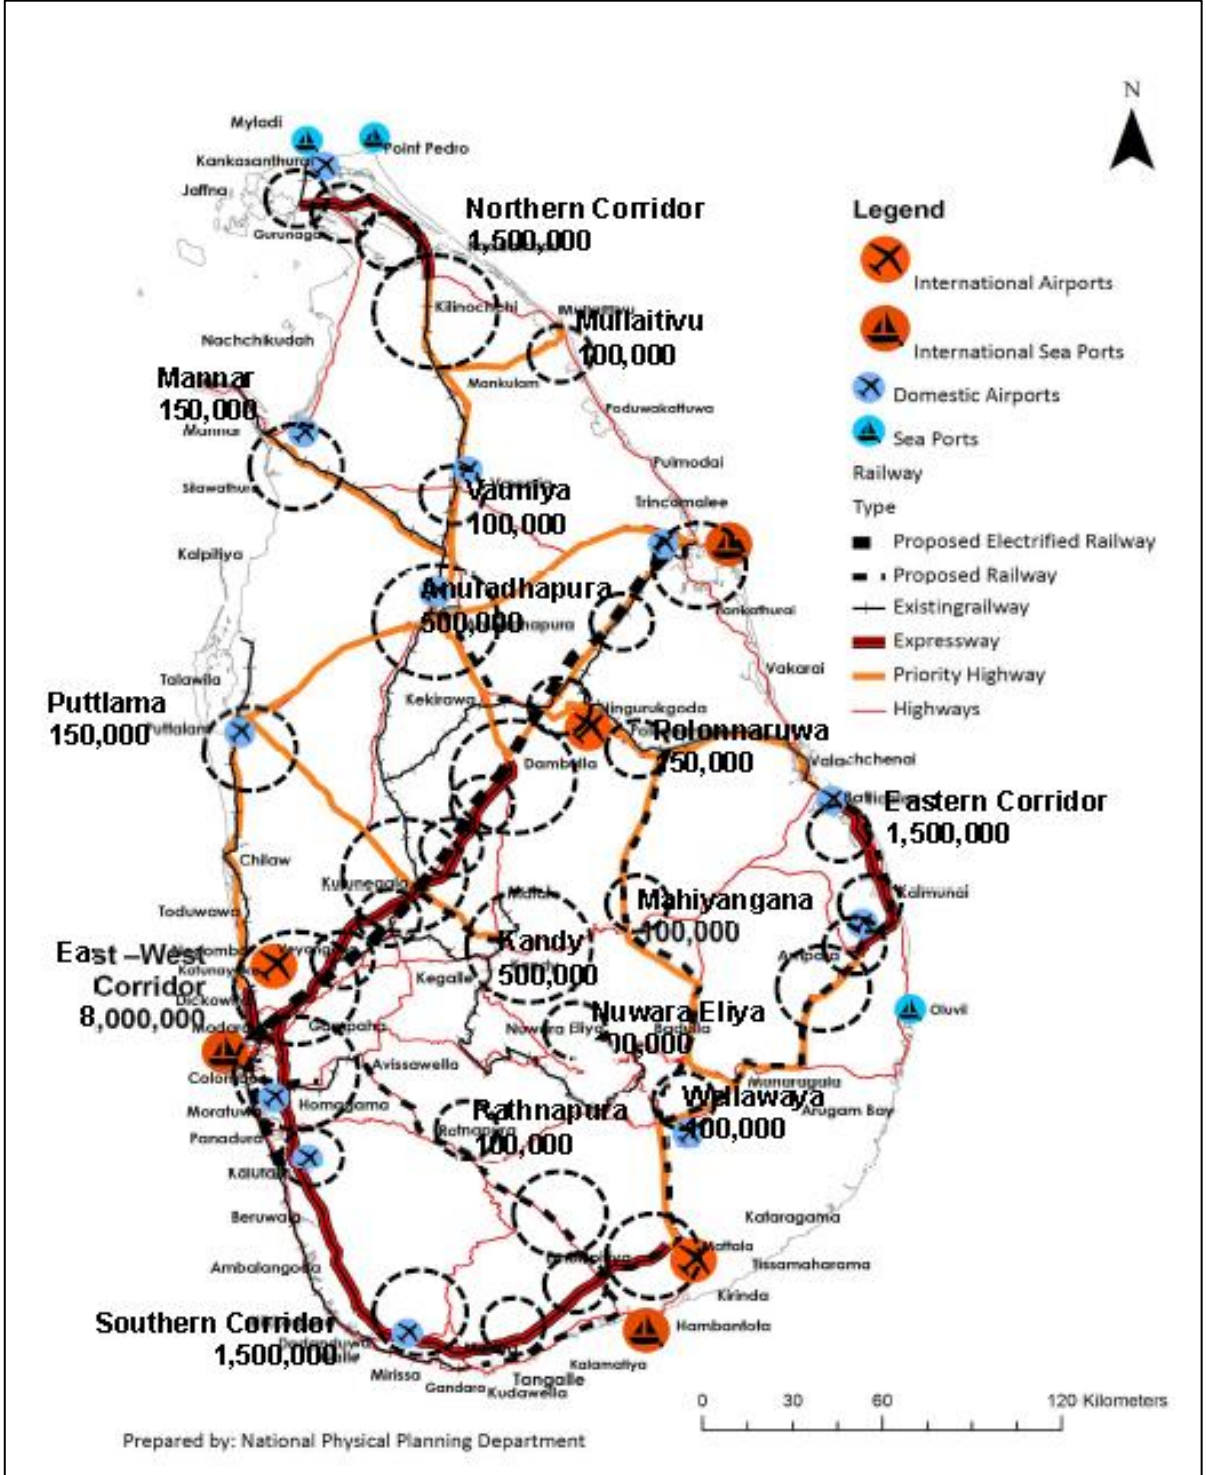 N
Myladi
Point Pedro
Kankasanthurai
Jaffna
Northern Corridor
1,500,000
Kilinochchi
Mullaitivu
100,000
Nachchikudah
Mankulam
Mannar
150,000
Mannar
Poduwakattuwa
Pulmodai
Vauniya
100,000
Trincomalee
Kalpitiya
Anuradhapura
500,000
Vakarai
Talawila
Kekirawa
Hingurukgoda
Puttlama
150,000
Puttalam
Polonnaruwa
750,000
Dambulla
Valachchenai
Eastern Corridor
1,500,000
Chilaw
Kurunegala
Kalmunai
Matale
Mahiyangana
100,000
Toduwawa
Kandy
500,000
East –West
Corridor
8,000,000
Ampara
Kegalle
Nuwara Eliya
Nuwara Eliya
Badulla
Oluvil
Gampaha
Avissawella
Colombo
Homagama
Moratuwa
Monaragala
Wellawaya
100,000
Arugam Bay
Rathnapura
100,000
Ratnapura
Panadura
Kalutara
Beruwala
Kataragama
Mattala
Tissamaharama
Ambalangoda
Kirinda
Hambantota
Southern Corridor
1,500,000
Mirissa
Gandara
Kudawella
Tangalle
Kalamatiya
Legend
International Airports
International Sea Ports
Domestic Airports
Sea Ports
Railway
Type
Proposed Electrified Railway
Proposed Railway
Existingrailway
Expressway
Priority Highway
Highways
0 30 60 120 Kilometers
Prepared by: National Physical Planning Department